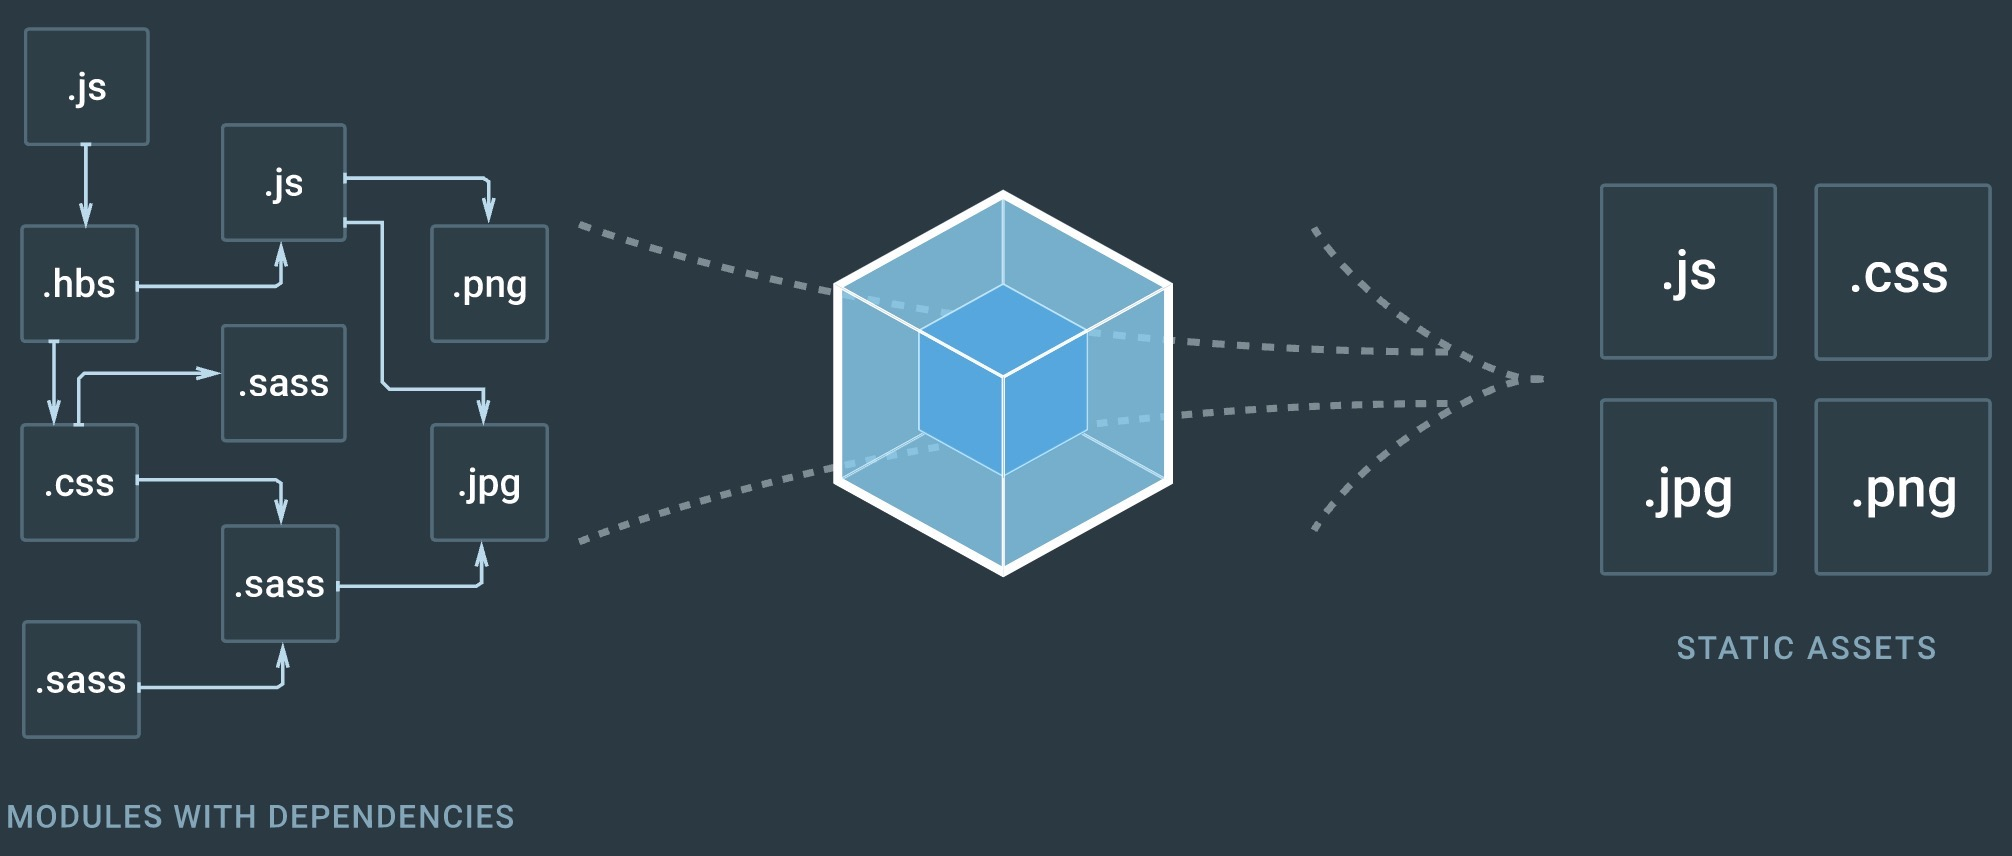 .js
.js
.hbs
.png
.sass
.css
.jpg
.sass
.sass
MODULES WITH DEPENDENCIES
.js
.css
.jpg
.png
STATIC ASSETS